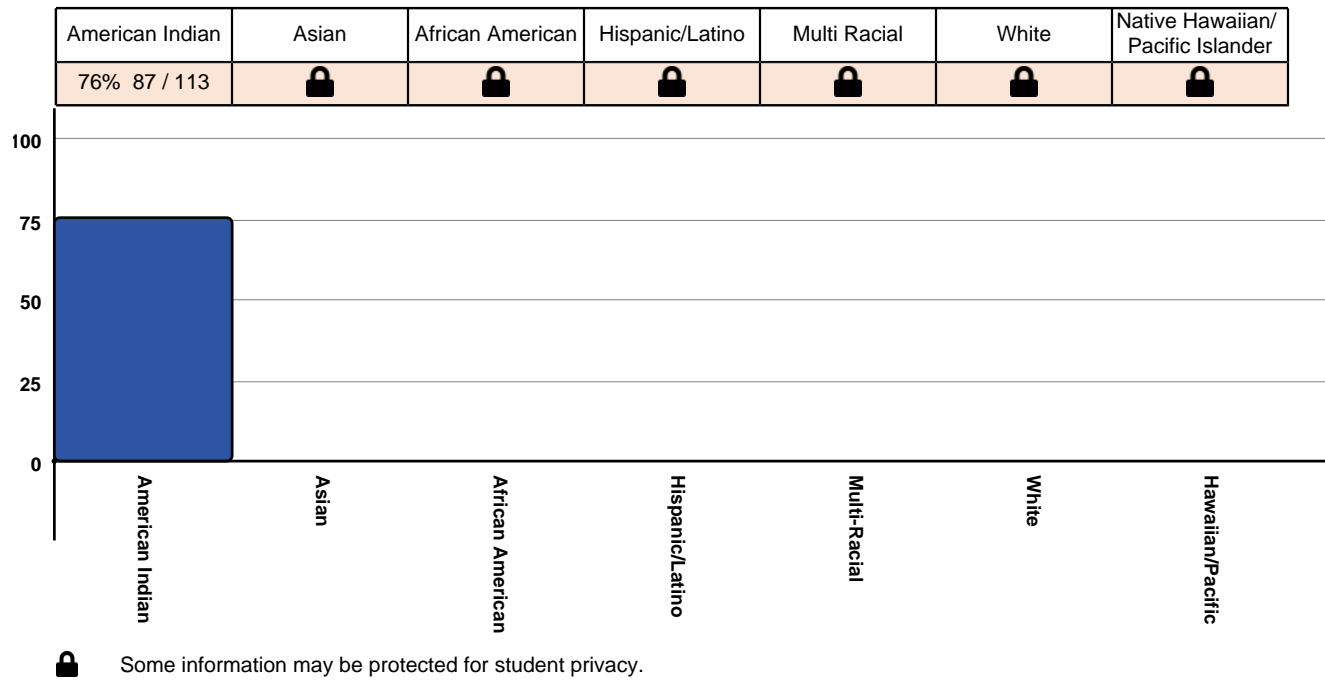 American Indian Asian African American Hispanic/Latino Multi Racial White Native Hawaiian/
Pacific Islander
76% 87 / 113
100
75
50
25
0
American Indian
Asian
African American
Hispanic/Latino
Multi-Racial
White
Hawaiian/Pacific
Some information may be protected for student privacy.